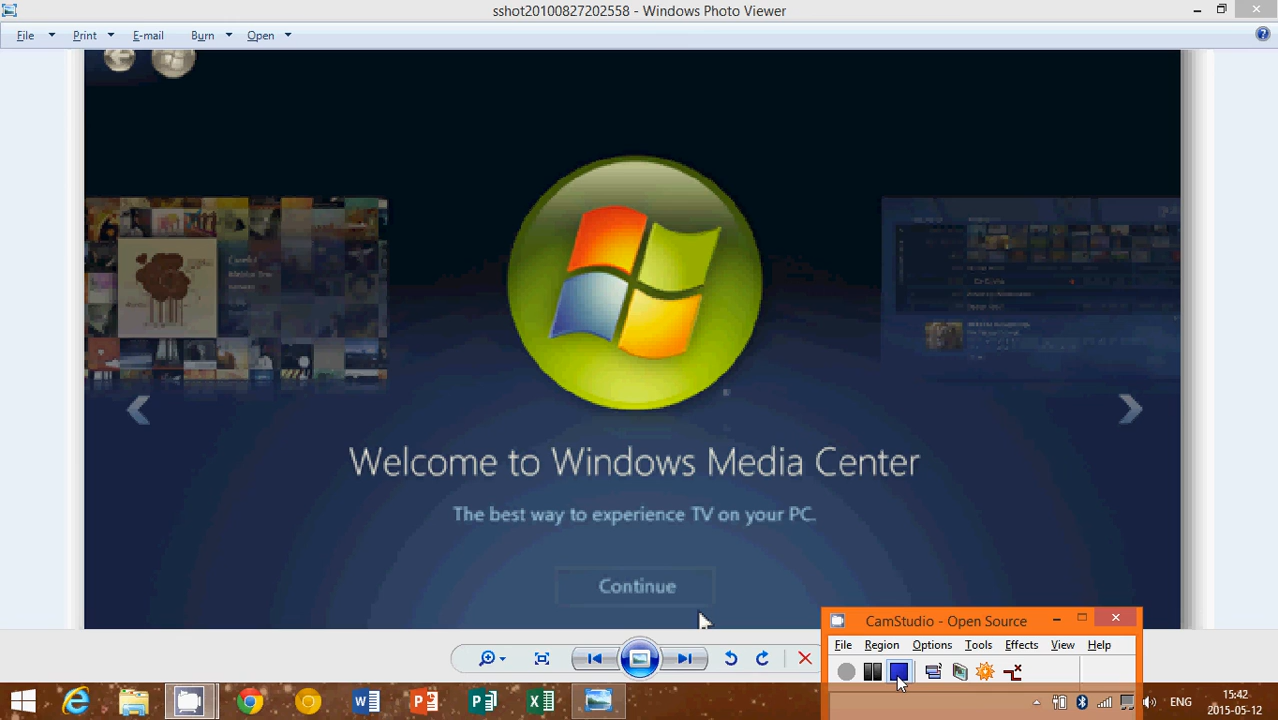 sshot20100827202558 - Windows Photo Viewer
File Print E-mail Burn Open
Welcome to Windows Media Center
The best way to experience TV on your PC.
Continue
CamStudio - Open Source
File Region Options Tools Effects View Help
ENG
15:42
2015-05-12